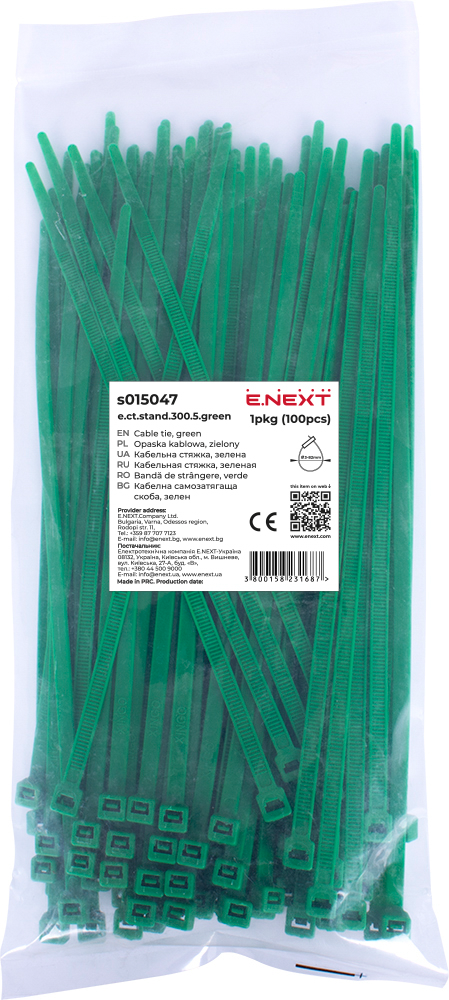 s015047
E.NEXT
e.ct.stand.300.5.green
1pkg (100pcs)
EN Cable tie, green
PL Opaska kablowa, zielony
UA Кабельна стяжка, зелена
RU Кабельная стяжка, зеленая
RO Bandă de strângere, verde
BG Кабелна самозатягаща
скоба, зелен
Provider address:
E.NEXT.Company Ltd.
Bulgaria, Varna, Odessos region,
Rodopi str. 11,
Tel.: +359 87 707 7123
E-mail: info@enext.bg, www.enext.bg
Постачальник:
Електротехнічна компанія E.NEXT-Україна
08132, Україна, Київська обл., м. Вишневе,
вул. Київська, 27-А, буд. «В»,
тел.: +380 44 500 9000
E-mail: info@enext.ua, www.enext.ua
Made in PRC. Production date:
this item on web
CE
www.enext.com
3 800158 231687 >